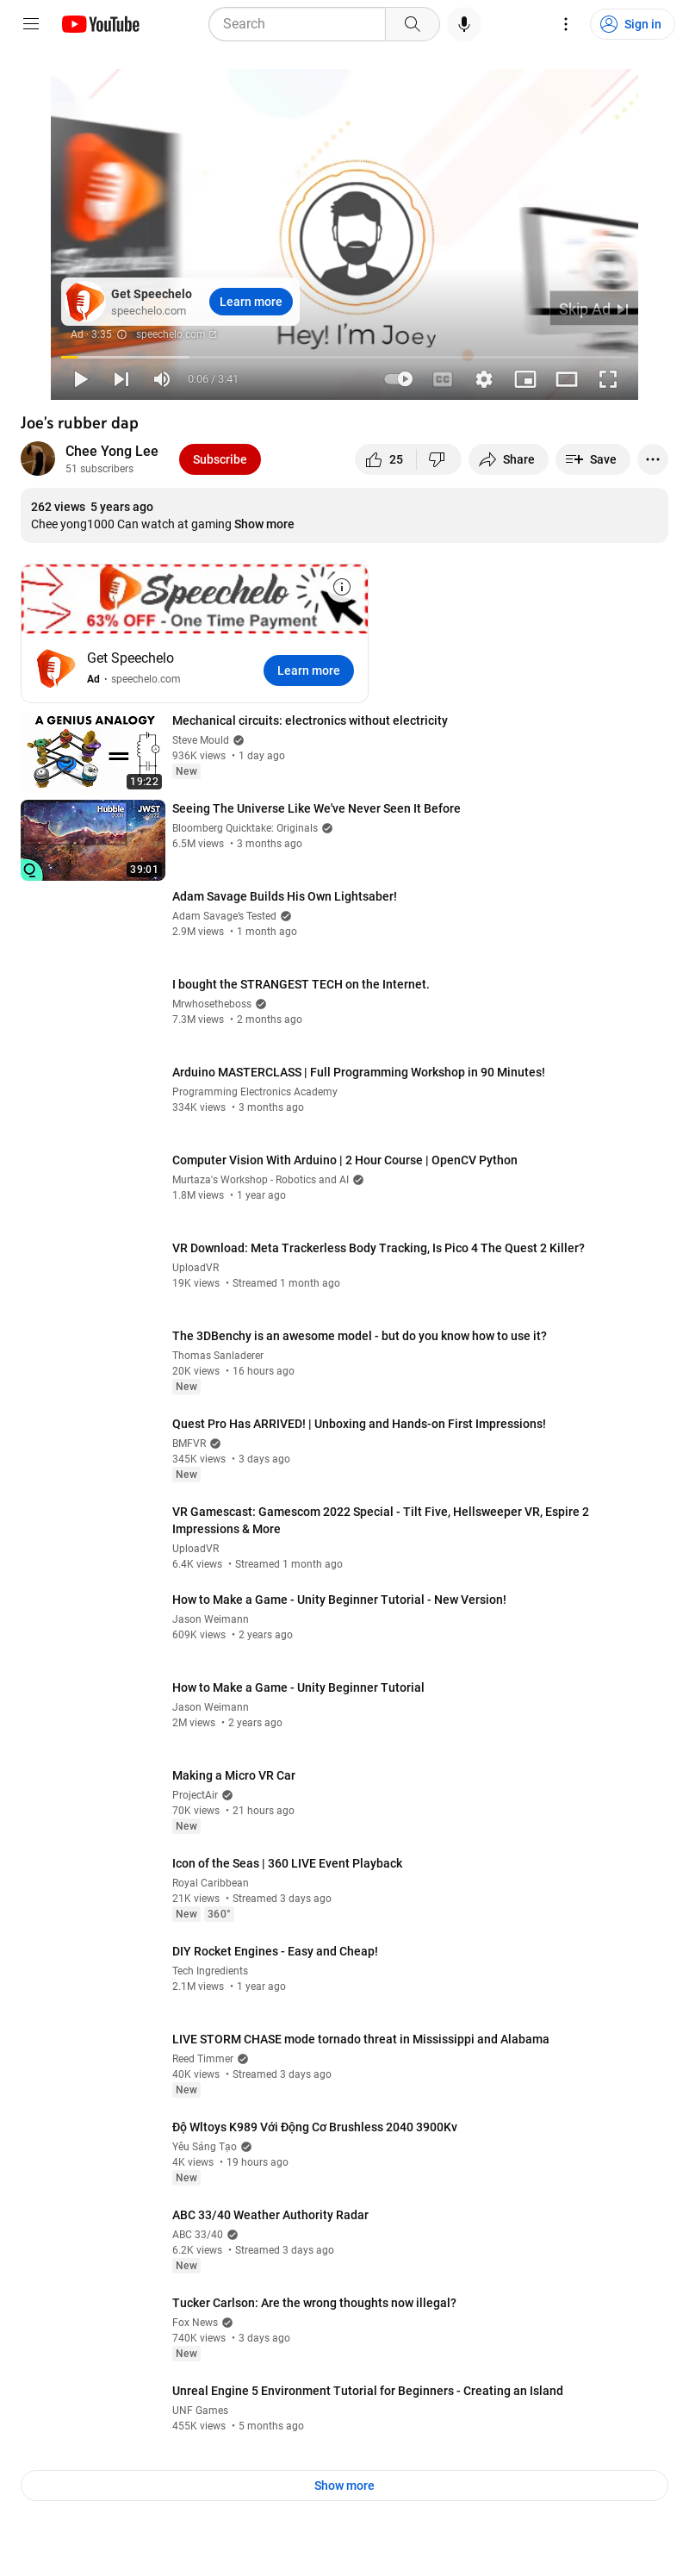 YouTube
Search
Sign in
Get Speechelo
speechelo.com
Learn more
Skip Ad
Hey! I'm Joey
Ad · 3:35
speechelo.com
0:06 / 3:41
CC
Joe's rubber dap
Chee Yong Lee
51 subscribers
Subscribe
25
Share
Save
262 views 5 years ago
Chee yong1000 Can watch at gaming Show more
Speechelo
63% OFF - One Time Payment
Get Speechelo
Ad · speechelo.com
Learn more
A GENIUS ANALOGY
19:22
Mechanical circuits: electronics without electricity
Steve Mould
936K views • 1 day ago
New
Hubble
JWST
39:01
Seeing The Universe Like We've Never Seen It Before
Bloomberg Quicktake: Originals
6.5M views • 3 months ago
Adam Savage Builds His Own Lightsaber!
Adam Savage's Tested
2.9M views • 1 month ago
I bought the STRANGEST TECH on the Internet.
Mrwhosetheboss
7.3M views • 2 months ago
Arduino MASTERCLASS | Full Programming Workshop in 90 Minutes!
Programming Electronics Academy
334K views • 3 months ago
Computer Vision With Arduino | 2 Hour Course | OpenCV Python
Murtaza's Workshop - Robotics and AI
1.8M views • 1 year ago
VR Download: Meta Trackerless Body Tracking, Is Pico 4 The Quest 2 Killer?
UploadVR
19K views • Streamed 1 month ago
The 3DBenchy is an awesome model - but do you know how to use it?
Thomas Sanladerer
20K views • 16 hours ago
New
Quest Pro Has ARRIVED! | Unboxing and Hands-on First Impressions!
BMFVR
345K views • 3 days ago
New
VR Gamescast: Gamescom 2022 Special - Tilt Five, Hellsweeper VR, Espire 2
Impressions & More
UploadVR
6.4K views • Streamed 1 month ago
How to Make a Game - Unity Beginner Tutorial - New Version!
Jason Weimann
609K views • 2 years ago
How to Make a Game - Unity Beginner Tutorial
Jason Weimann
2M views • 2 years ago
Making a Micro VR Car
ProjectAir
70K views • 21 hours ago
New
Icon of the Seas | 360 LIVE Event Playback
Royal Caribbean
21K views • Streamed 3 days ago
New 360°
DIY Rocket Engines - Easy and Cheap!
Tech Ingredients
2.1M views • 1 year ago
LIVE STORM CHASE mode tornado threat in Mississippi and Alabama
Reed Timmer
40K views • Streamed 3 days ago
New
Độ Wltoys K989 Với Động Cơ Brushless 2040 3900Kv
Yêu Sáng Tạo
4K views • 19 hours ago
New
ABC 33/40 Weather Authority Radar
ABC 33/40
6.2K views • Streamed 3 days ago
New
Tucker Carlson: Are the wrong thoughts now illegal?
Fox News
740K views • 3 days ago
New
Unreal Engine 5 Environment Tutorial for Beginners - Creating an Island
UNF Games
455K views • 5 months ago
Show more